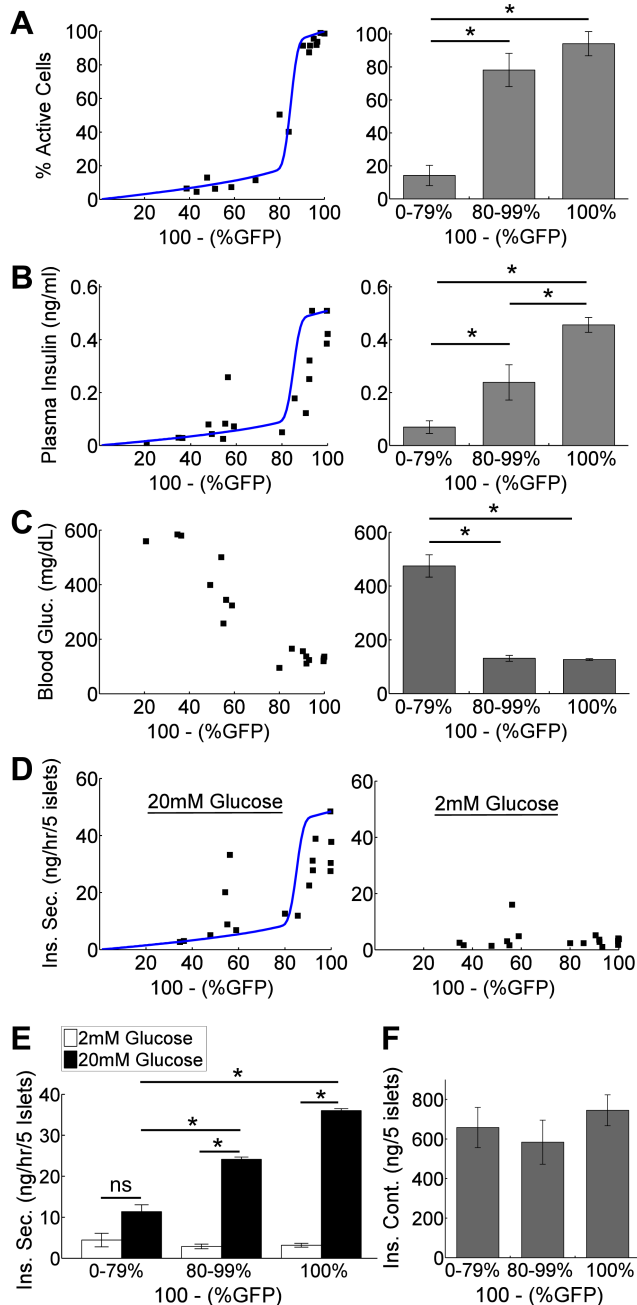 A
% Active Cells
100
80
60
40
20
0
20 40 60 80 100
100 - (%GFP)
100
80
60
40
20
0
* *
0-79% 80-99% 100%
100 - (%GFP)
B
Plasma Insulin (ng/ml)
0.6
0.4
0.2
0
20 40 60 80 100
100 - (%GFP)
0.6
0.4
0.2
0
* * *
0-79% 80-99% 100%
100 - (%GFP)
C
Blood Gluc. (mg/dL)
600
400
200
0
20 40 60 80 100
100 - (%GFP)
600
400
200
0
* *
0-79% 80-99% 100%
100 - (%GFP)
D
Ins. Sec. (ng/hr/5 islets)
60
40
20
0
20mM Glucose
20 40 60 80 100
100 - (%GFP)
60
40
20
0
2mM Glucose
20 40 60 80 100
100 - (%GFP)
E
2mM Glucose
20mM Glucose
Ins. Sec. (ng/hr/5 Islets)
40
30
20
10
0
ns * * * *
0-79% 80-99% 100%
100 - (%GFP)
F
Ins. Cont. (ng/5 islets)
800
600
400
200
0
0-79% 80-99% 100%
100 - (%GFP)